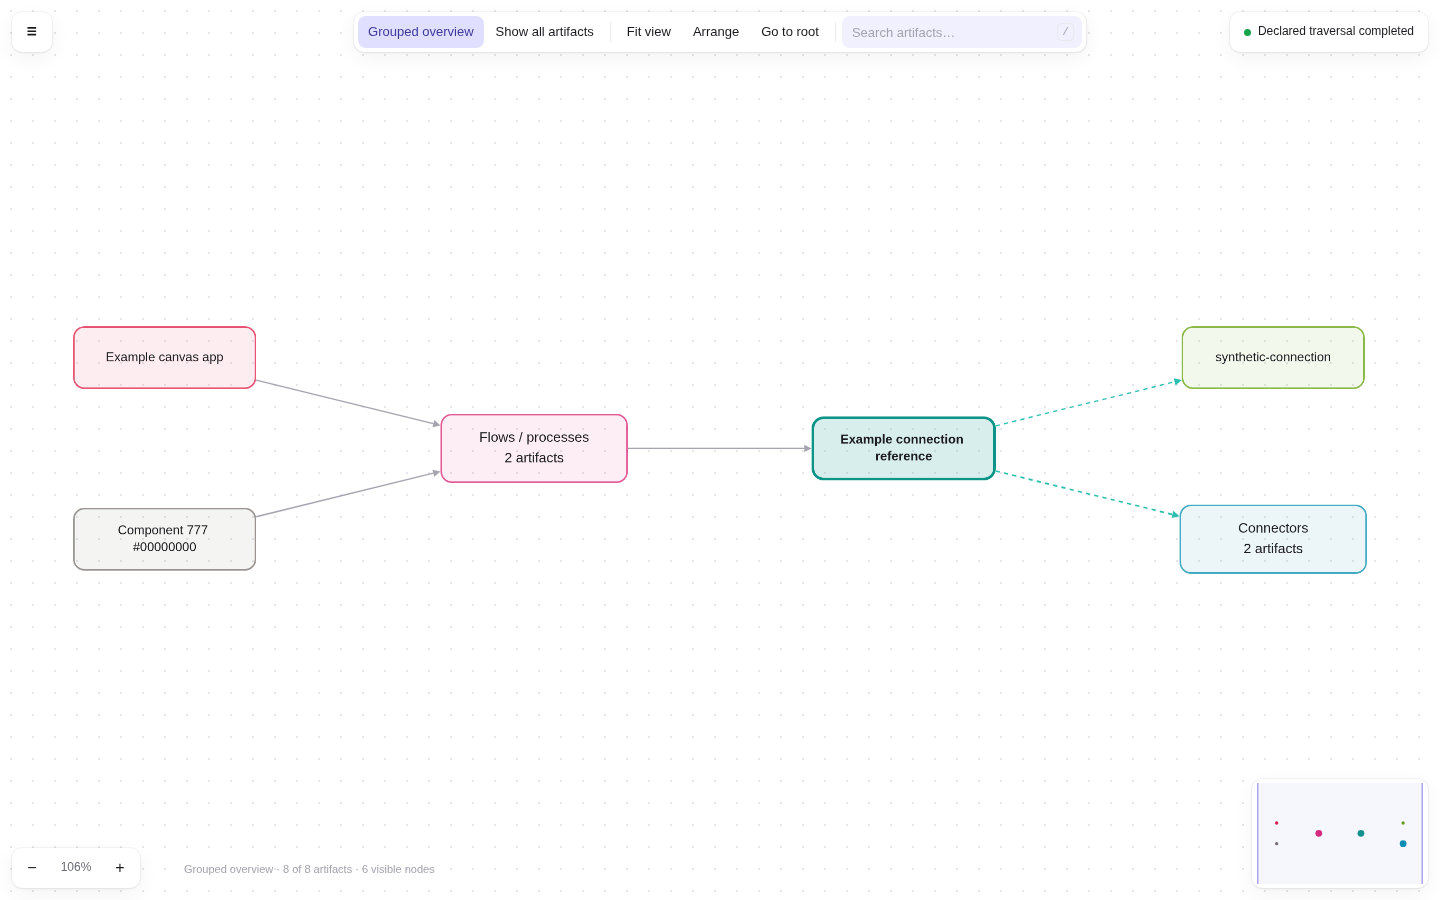 ☰
Grouped overview
Show all artifacts
Fit view
Arrange
Go to root
Search artifacts…
/
Declared traversal completed
Example canvas app
synthetic-connection
Flows / processes
2 artifacts
Example connection
reference
Component 777
#00000000
Connectors
2 artifacts
− 106% +
Grouped overview · 8 of 8 artifacts · 6 visible nodes